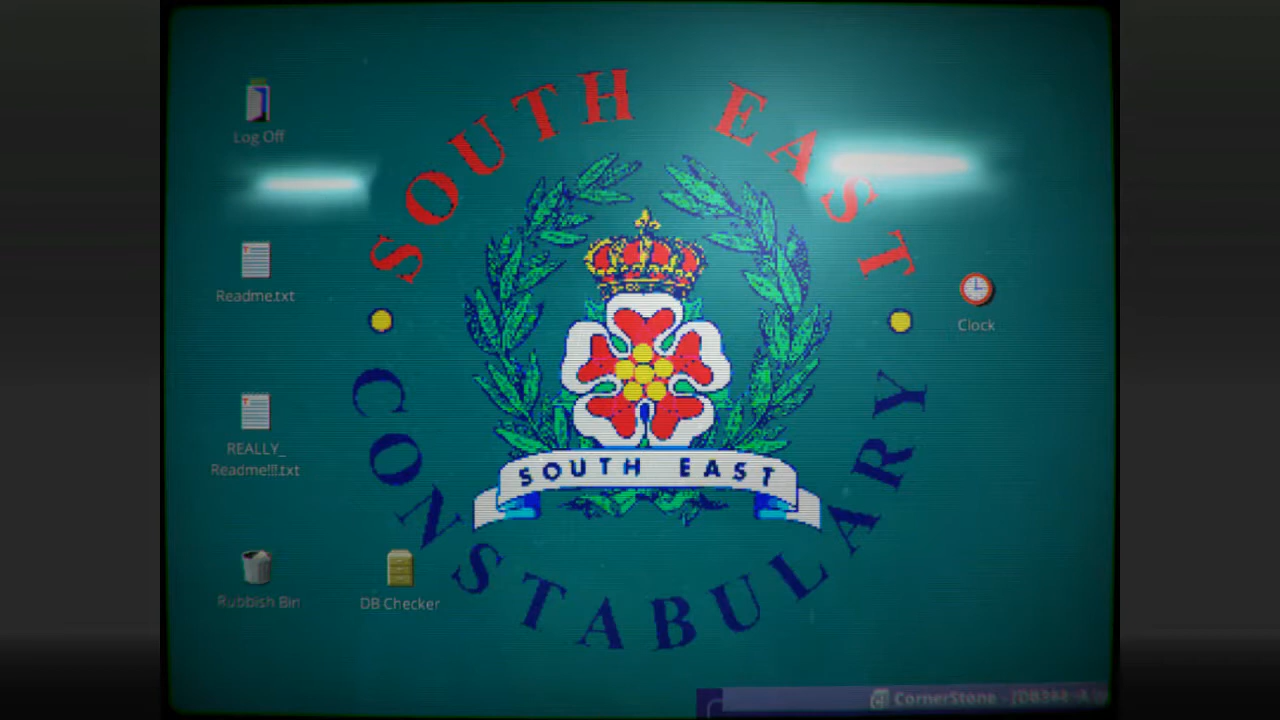 Log Off
SOUTH EAST
Readme.txt
Clock
REALLY_
Readme!!!.txt
SOUTH EAST
CONSTABULARY
Rubbish Bin
DB Checker
CornerStone -